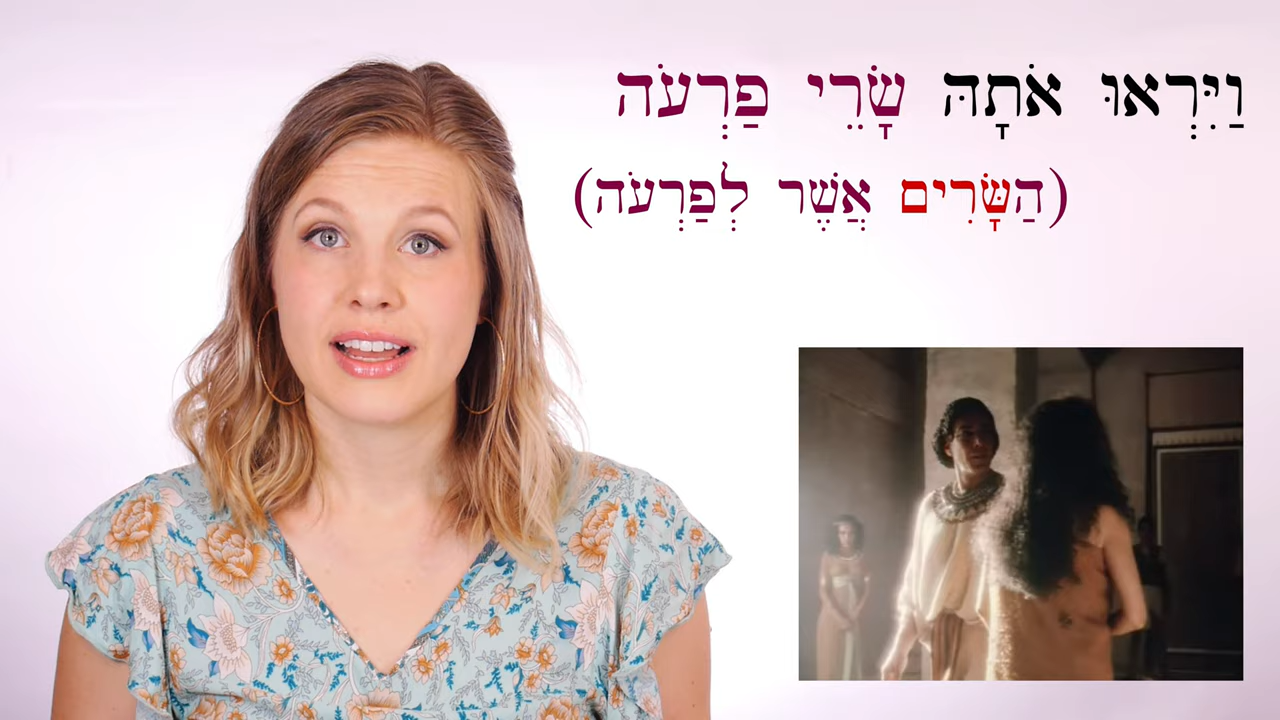 וַיִּרְאוּ אֹתָהּ שָׂרֵי פַרְעֹה
(הַשָּׂרִים אֲשֶׁר לְפַרְעֹה)